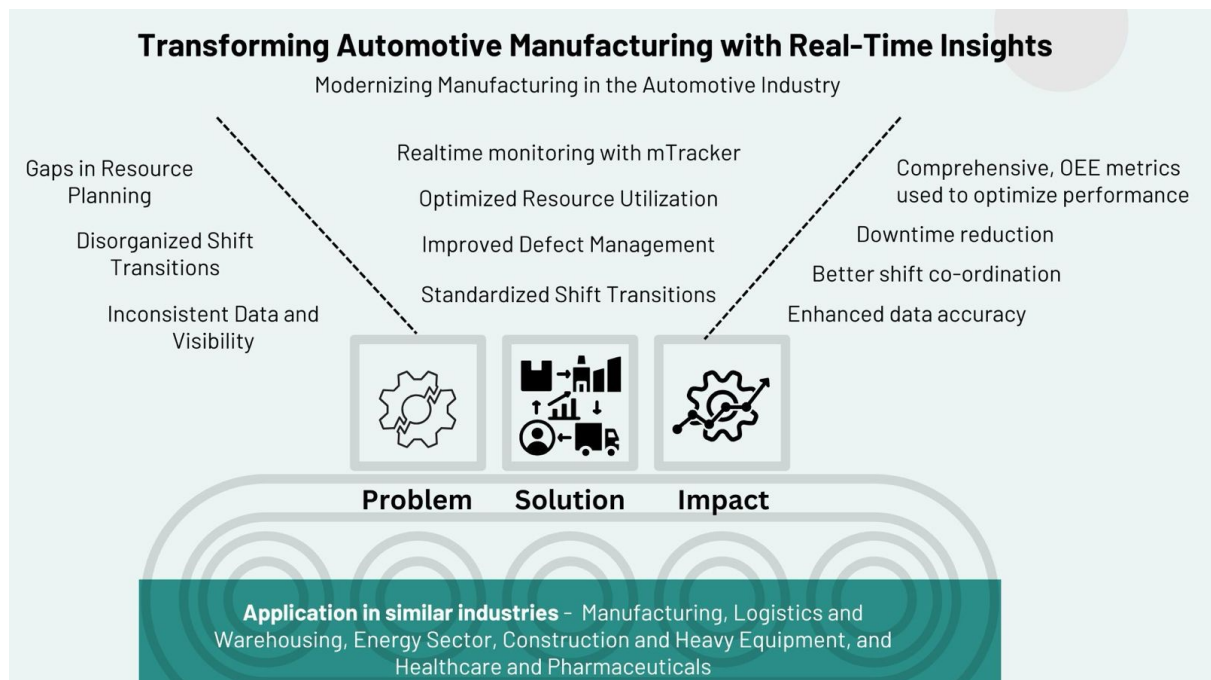 Transforming Automotive Manufacturing with Real-Time Insights
Modernizing Manufacturing in the Automotive Industry
Gaps in Resource
Planning
Disorganized Shift
Transitions
Inconsistent Data and
Visibility
Realtime monitoring with mTracker
Optimized Resource Utilization
Improved Defect Management
Standardized Shift Transitions
Comprehensive, OEE metrics
used to optimize performance
Downtime reduction
Better shift co-ordination
Enhanced data accuracy
Problem
Solution
Impact
Application in similar industries - Manufacturing, Logistics and
Warehousing, Energy Sector, Construction and Heavy Equipment, and
Healthcare and Pharmaceuticals